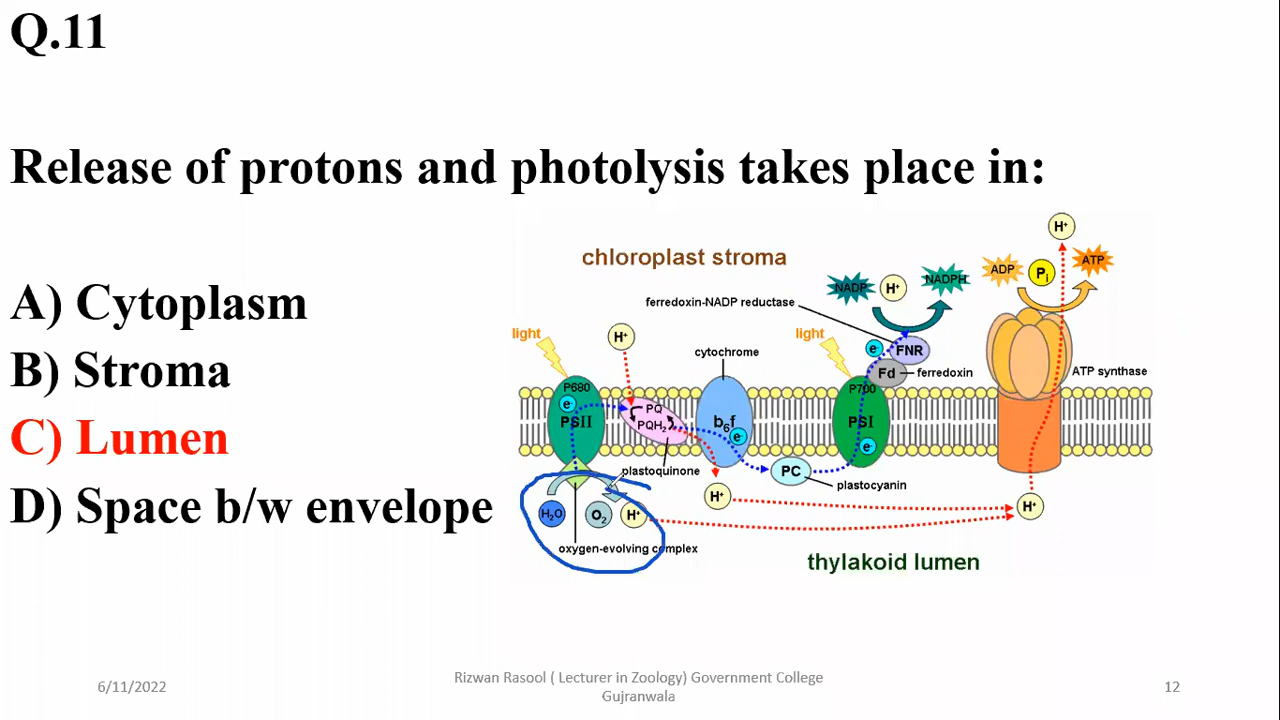 Q.11
Release of protons and photolysis takes place in:
A) Cytoplasm
B) Stroma
C) Lumen
D) Space b/w envelope
chloroplast stroma
H⁺
ADP
Pᵢ
ATP
NADP
H⁺
NADPH
ferredoxin-NADP reductase
light
H⁺
light
cytochrome
e⁻
FNR
Fd
ferredoxin
ATP synthase
P680
e⁻
PSII
PQ
PQH₂
b₆f
e⁻
P700
PSI
e⁻
plastoquinone
PC
plastocyanin
H₂O
O₂
H⁺
H⁺
H⁺
oxygen-evolving complex
thylakoid lumen
6/11/2022
Rizwan Rasool ( Lecturer in Zoology) Government College
Gujranwala
12